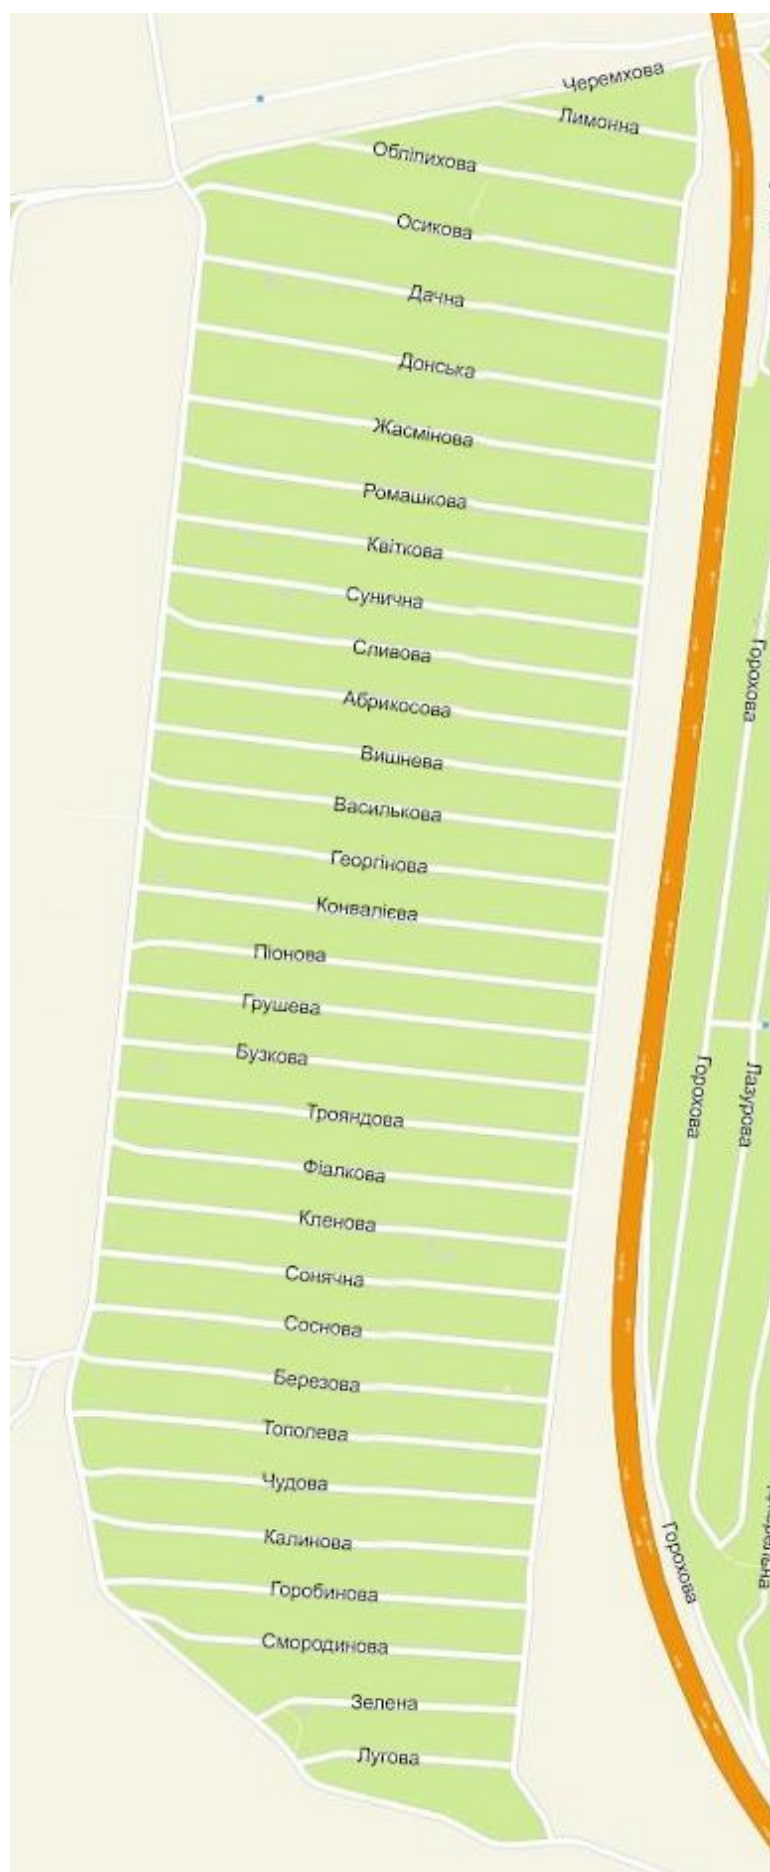 Черемхова
Лимонна
Обліпихова
Осикова
Дачна
Донська
Жасмінова
Ромашкова
Квіткова
Сунична
Горохова
Сливова
Абрикосова
Вишнева
Василькова
Георгінова
Конвалієва
Піонова
Грушева
Бузкова
Горохова
Лазурова
Трояндова
Фіалкова
Кленова
Сонячна
Соснова
Березова
Тополева
Чудова
Калинова
Горохова
Горобинова
Смородинова
Зелена
Лугова